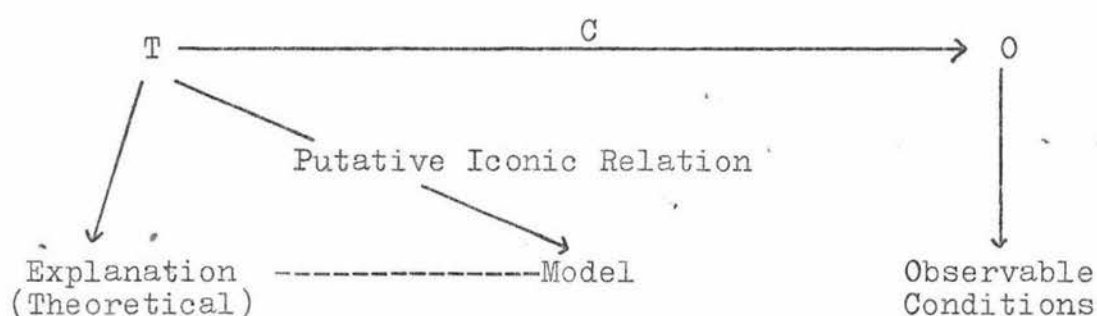 C
T O
Putative Iconic Relation
Explanation Model Observable
(Theoretical) Conditions